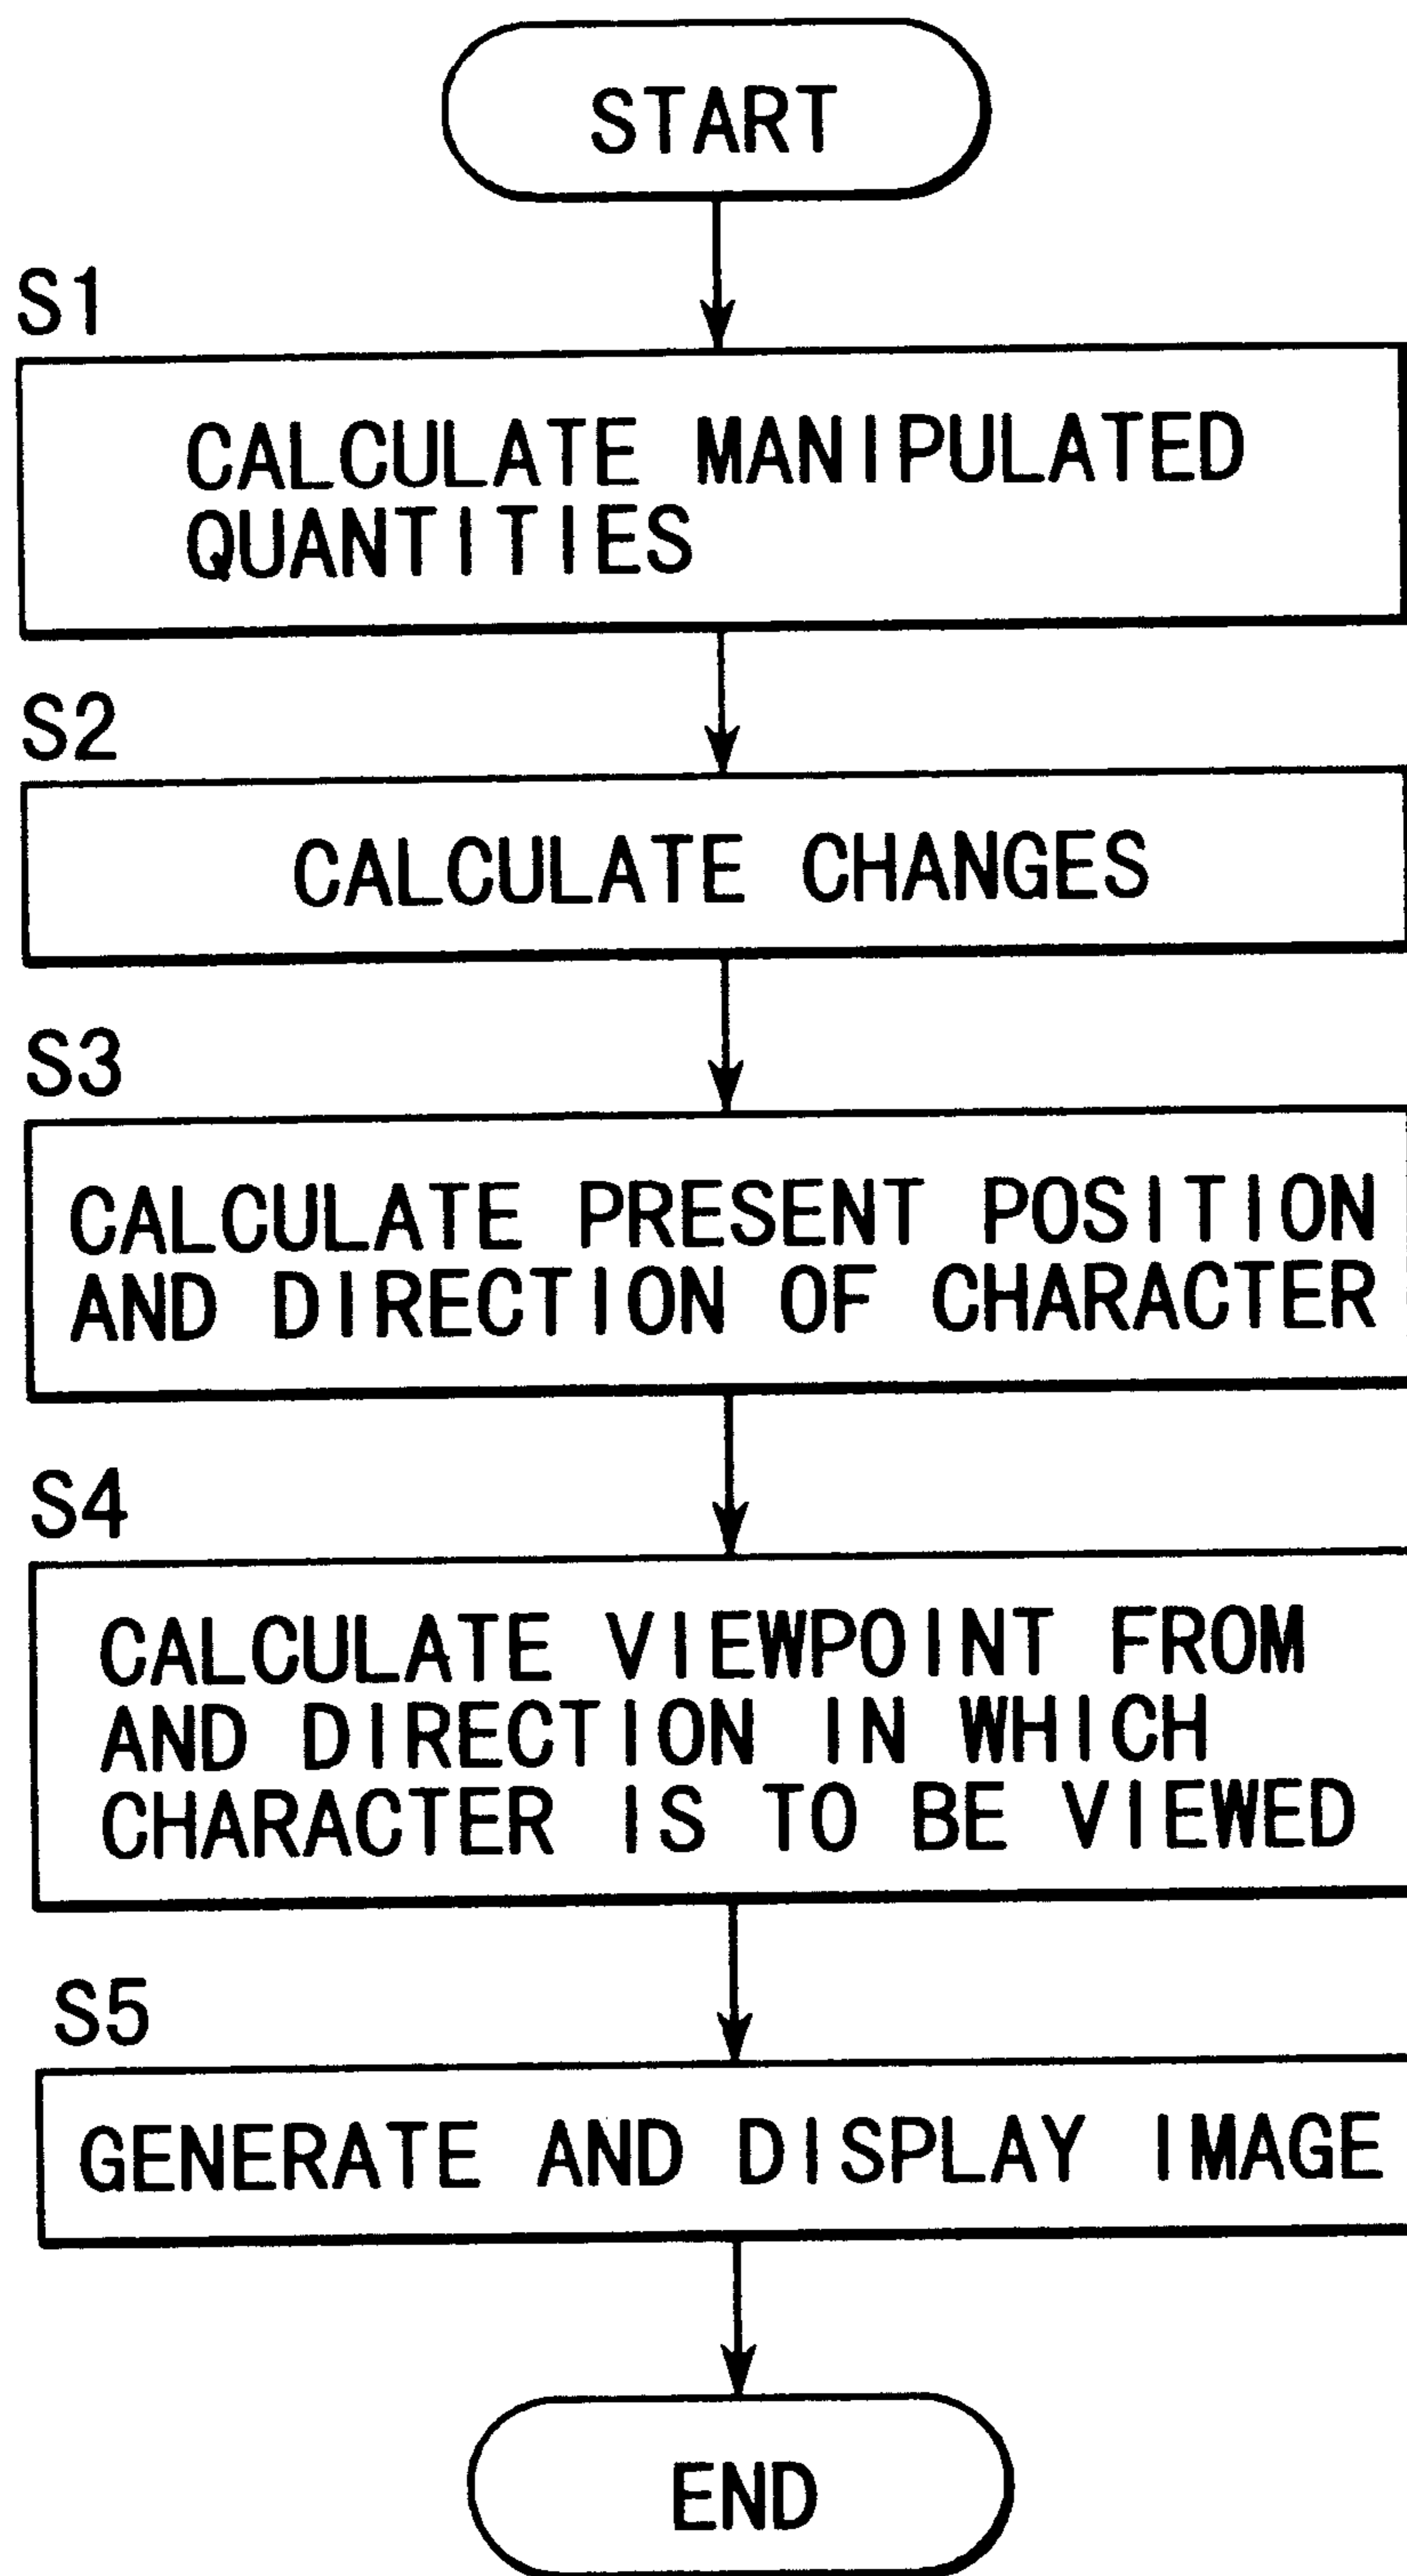 START
S1
CALCULATE MANIPULATED
QUANTITIES
S2
CALCULATE CHANGES
S3
CALCULATE PRESENT POSITION
AND DIRECTION OF CHARACTER
S4
CALCULATE VIEWPOINT FROM
AND DIRECTION IN WHICH
CHARACTER IS TO BE VIEWED
S5
GENERATE AND DISPLAY IMAGE
END